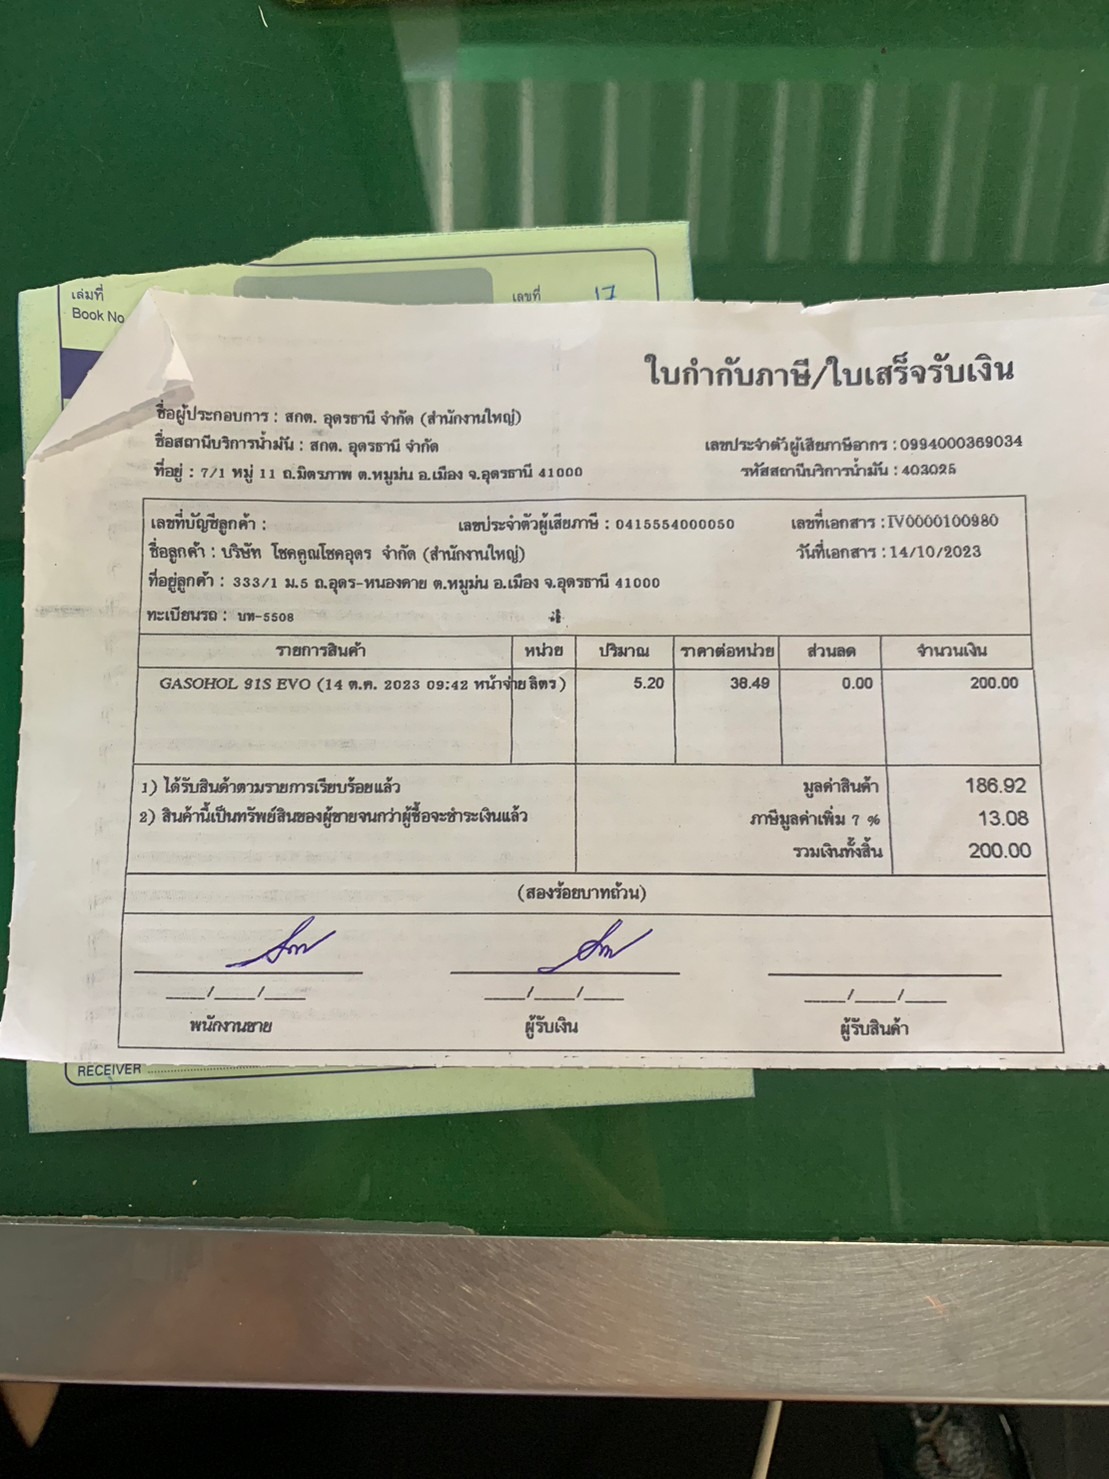 เล่มที่
Book No
เลขที่ 17
ใบกำกับภาษี/ใบเสร็จรับเงิน
ชื่อผู้ประกอบการ : สกต. อุดรธานี จำกัด (สำนักงานใหญ่)
ชื่อสถานีบริการน้ำมัน : สกต. อุดรธานี จำกัด
เลขประจำตัวผู้เสียภาษีอากร : 0994000369034
ที่อยู่ : 7/1 หมู่ 11 ถ.มิตรภาพ ต.หมูม่น อ.เมือง จ.อุดรธานี 41000
รหัสสถานีบริการน้ำมัน : 403025
เลขที่บัญชีลูกค้า : เลขประจำตัวผู้เสียภาษี : 0415554000050 เลขที่เอกสาร : IV0000100980
ชื่อลูกค้า : บริษัท โชคคูณโชคอุดร จำกัด (สำนักงานใหญ่) วันที่เอกสาร : 14/10/2023
ที่อยู่ลูกค้า : 333/1 ม.5 ถ.อุดร-หนองคาย ต.หมูม่น อ.เมือง จ.อุดรธานี 41000
ทะเบียนรถ : บท-5508
รายการสินค้า หน่วย ปริมาณ ราคาต่อหน่วย ส่วนลด จำนวนเงิน
GASOHOL 91S EVO (14 ต.ค. 2023 09:42 หน้าจ่าย ลิตร ) 5.20 38.49 0.00 200.00
1) ได้รับสินค้าตามรายการเรียบร้อยแล้ว มูลค่าสินค้า 186.92
2) สินค้านี้เป็นทรัพย์สินของผู้ขายจนกว่าผู้ซื้อจะชำระเงินแล้ว ภาษีมูลค่าเพิ่ม 7 % 13.08
รวมเงินทั้งสิ้น 200.00
(สองร้อยบาทถ้วน)
___/___/___ ___/___/___ ___/___/___
พนักงานขาย ผู้รับเงิน ผู้รับสินค้า
RECEIVER